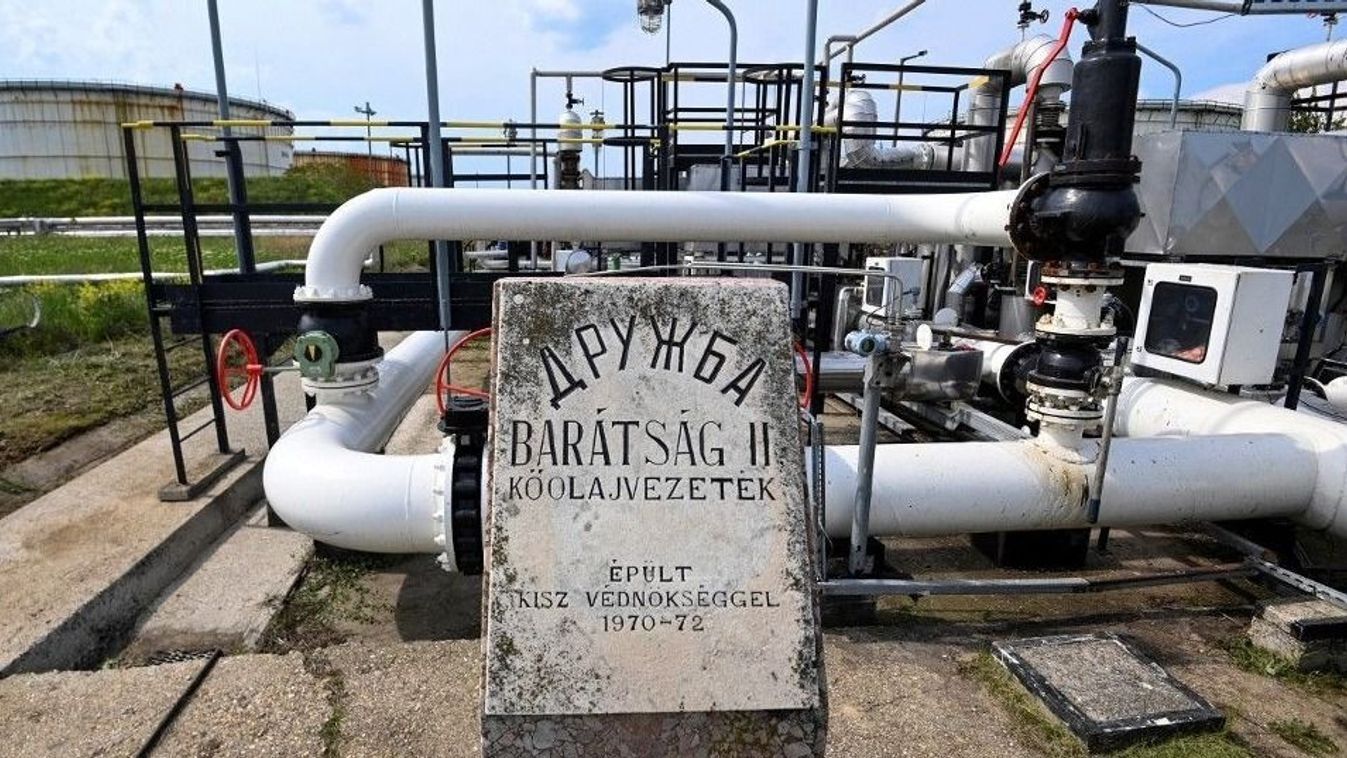 ДРУЖБА
BARÁTSÁG II
KŐOLAJVEZETÉK
ÉPÜLT
KISZ VÉDNÖKSÉGGEL
1970-72